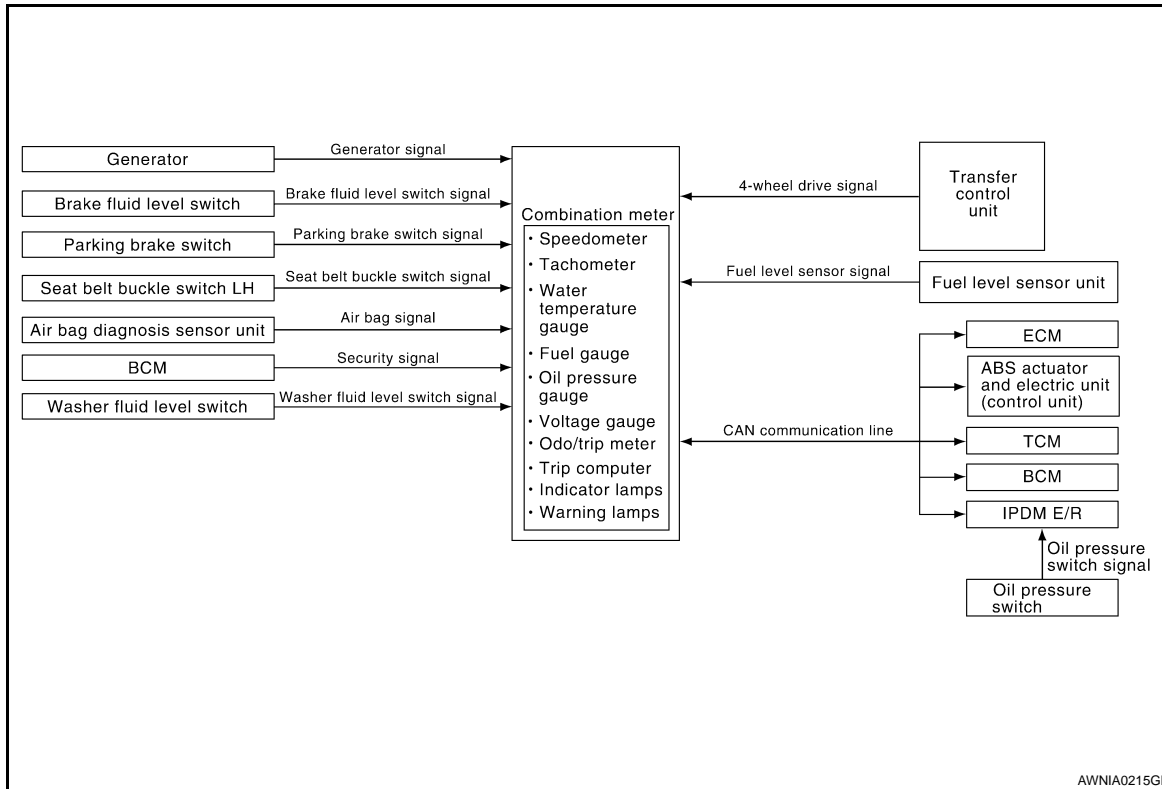 Generator
Generator signal
Brake fluid level switch
Brake fluid level switch signal
Parking brake switch
Parking brake switch signal
Seat belt buckle switch LH
Seat belt buckle switch signal
Air bag diagnosis sensor unit
Air bag signal
BCM
Security signal
Washer fluid level switch
Washer fluid level switch signal
Combination meter
· Speedometer
· Tachometer
· Water
temperature
gauge
· Fuel gauge
· Oil pressure
gauge
· Voltage gauge
· Odo/trip meter
· Trip computer
· Indicator lamps
· Warning lamps
4-wheel drive signal
Transfer
control
unit
Fuel level sensor signal
Fuel level sensor unit
CAN communication line
ECM
ABS actuator
and electric unit
(control unit)
TCM
BCM
IPDM E/R
Oil pressure
switch signal
Oil pressure
switch